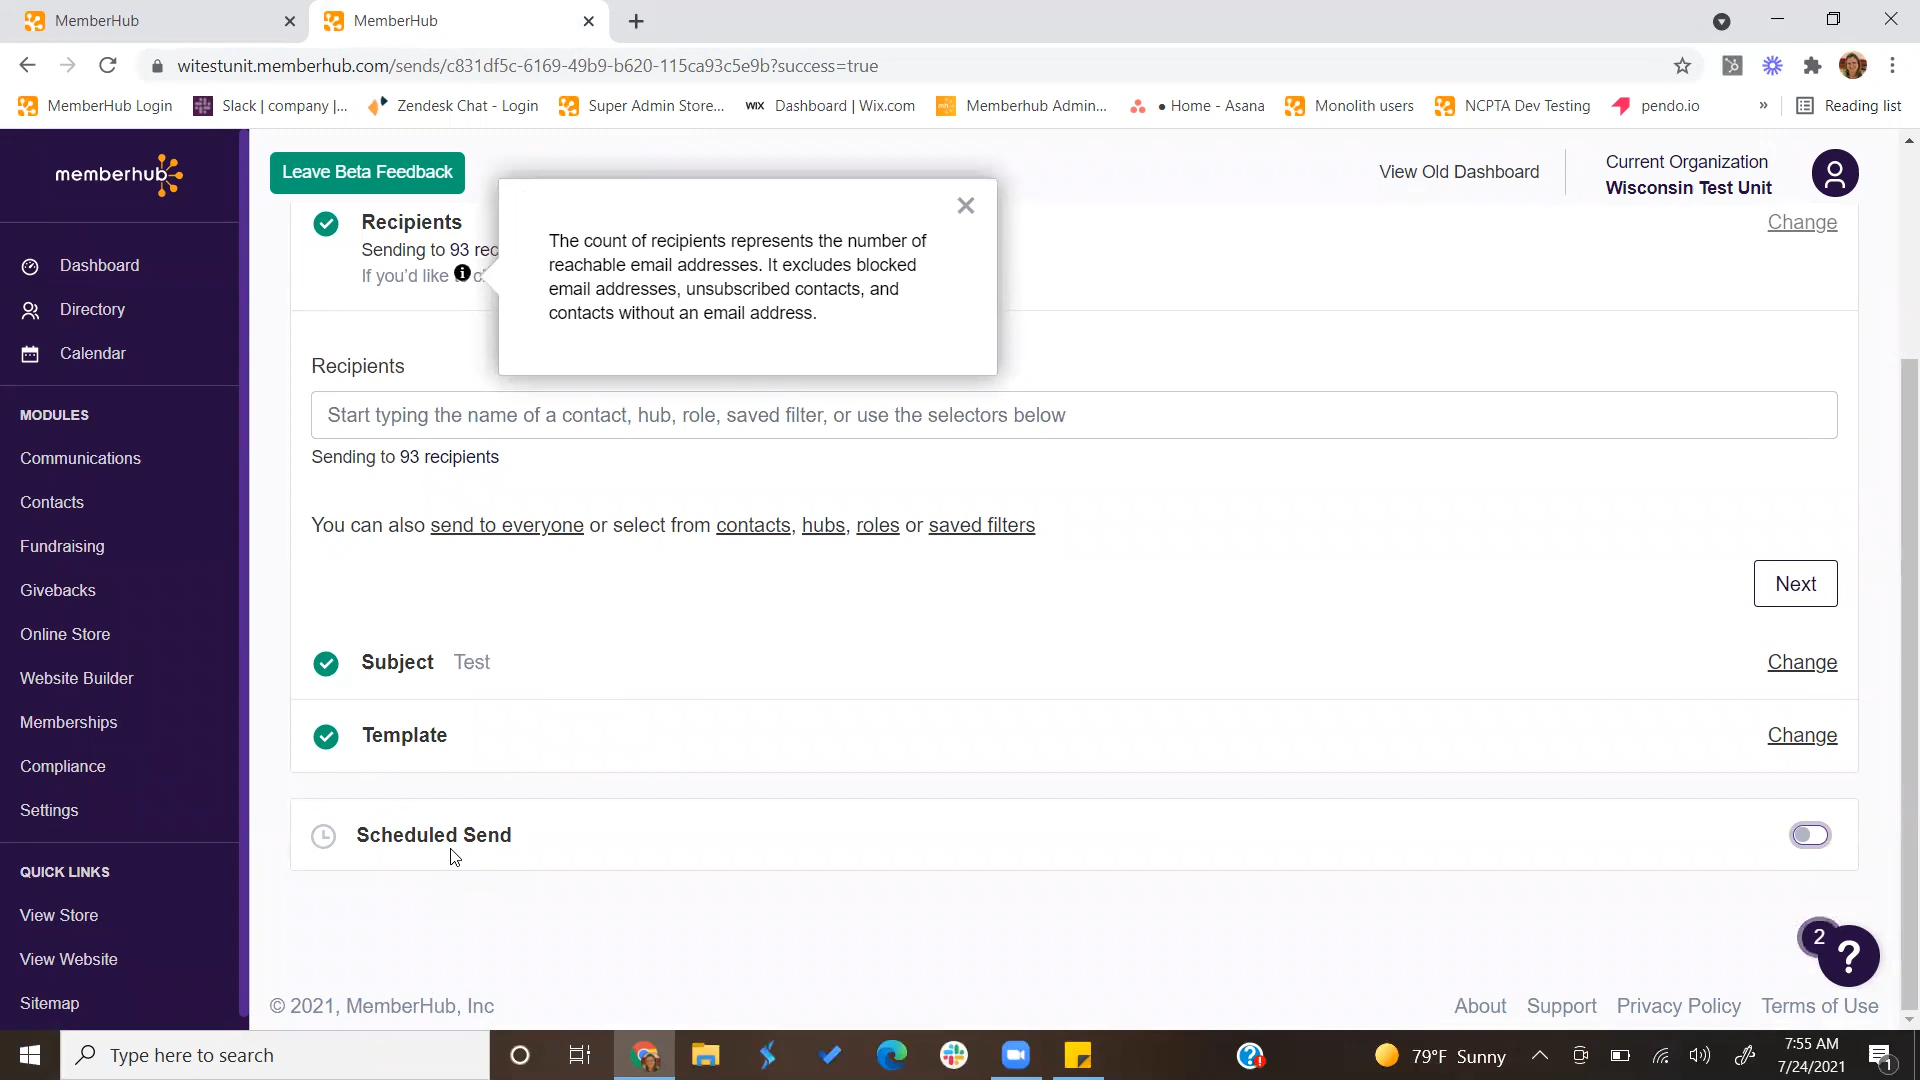 MemberHub
MemberHub
witestunit.memberhub.com/sends/c831df5c-6169-49b9-b620-115ca93c5e9b?success=true
MemberHub Login
Slack | company |...
Zendesk Chat - Login
Super Admin Store...
WIX Dashboard | Wix.com
Memberhub Admin...
● Home - Asana
Monolith users
NCPTA Dev Testing
pendo.io
»
Reading list
memberhub
Leave Beta Feedback
View Old Dashboard
Current Organization
Wisconsin Test Unit
Dashboard
Directory
Calendar
MODULES
Communications
Contacts
Fundraising
Givebacks
Online Store
Website Builder
Memberships
Compliance
Settings
QUICK LINKS
View Store
View Website
Sitemap
Recipients
Change
Sending to 93 rec
If you'd like
The count of recipients represents the number of
reachable email addresses. It excludes blocked
email addresses, unsubscribed contacts, and
contacts without an email address.
Recipients
Start typing the name of a contact, hub, role, saved filter, or use the selectors below
Sending to 93 recipients
You can also send to everyone or select from contacts, hubs, roles or saved filters
Next
Subject Test
Change
Template
Change
Scheduled Send
2
?
© 2021, MemberHub, Inc
About
Support
Privacy Policy
Terms of Use
Type here to search
79°F Sunny
7:55 AM
7/24/2021
1